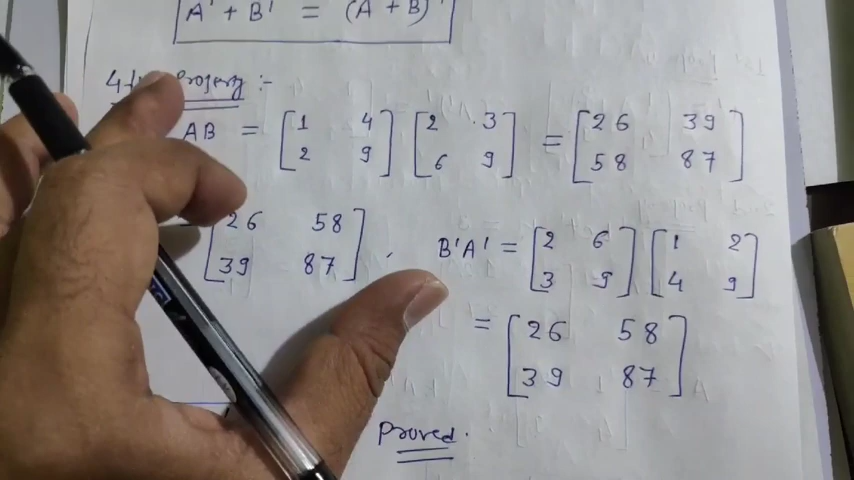 A' + B' = (A + B)'
4th Property :-
AB = [1 4 2 9] [2 3 6 9] = [26 39 58 87]
= [26 58 39 87] . B'A' = [2 6 3 9] [1 2 4 9]
= [26 58 39 87]
Proved.